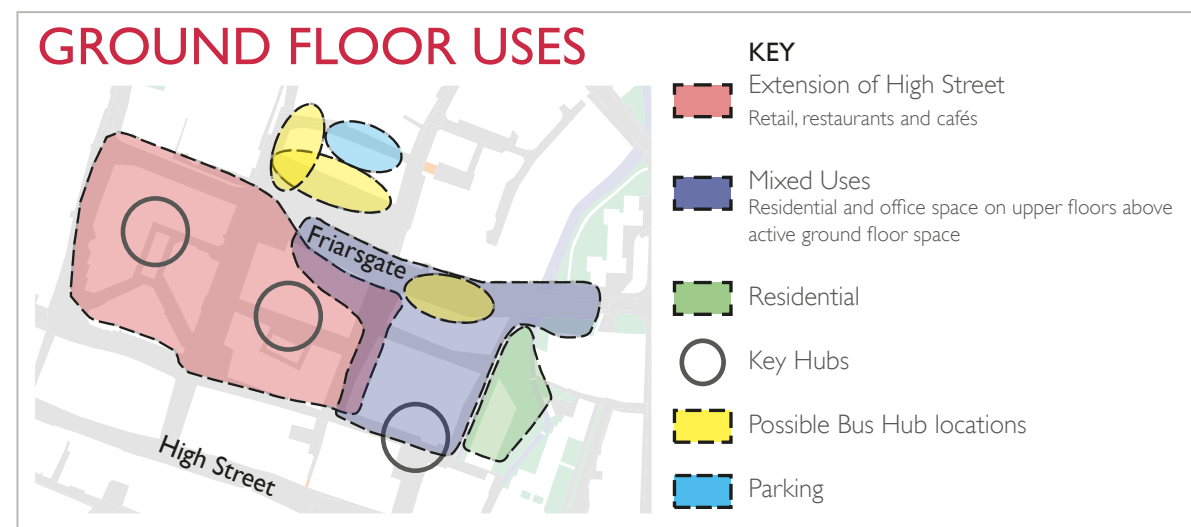 GROUND FLOOR USES
Friarsgate
High Street
KEY
Extension of High Street
Retail, restaurants and cafés
Mixed Uses
Residential and office space on upper floors above
active ground floor space
Residential
Key Hubs
Possible Bus Hub locations
Parking